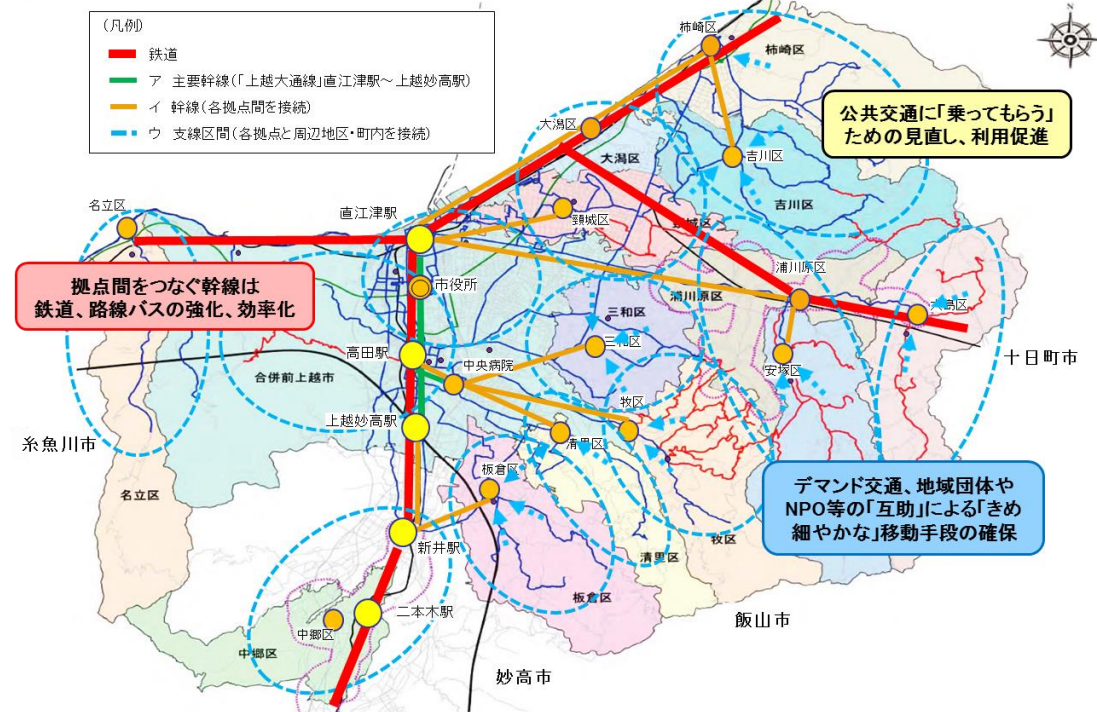 (凡例)
鉄道
ア 主要幹線(「上越大通線」直江津駅~上越妙高駅)
イ 幹線(各拠点間を接続)
ウ 支線区間(各拠点と周辺地区・町内を接続)
N
柿崎区
柿崎区
公共交通に「乗ってもらう」
ための見直し、利用促進
大潟区
大潟区
吉川区
吉川区
名立区
直江津駅
頸城区
頸城区
浦川原区
浦川原区
拠点間をつなぐ幹線は
鉄道、路線バスの強化、効率化
市役所
三和区
三和区
大島区
高田駅
中央病院
合併前上越市
安塚区
十日町市
牧区
上越妙高駅
糸魚川市
清里区
板倉区
名立区
デマンド交通、地域団体や
NPO等の「互助」による「きめ
細やかな」移動手段の確保
新井駅
牧区
清里区
板倉区
二本木駅
中郷区
中郷区
飯山市
妙高市